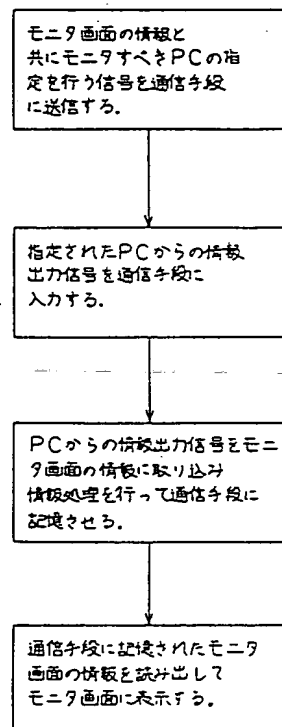 モニタ画面の情報と
共にモニタすべきPCの指
定を行う信号を通信手段
に送信する.
指定されたPCからの情報
出力信号を通信手段に
入力する.
PCからの情報出力信号をモニ
タ画面の情報に取り込み
情報処理を行って通信手段に
記憶させる.
通信手段に記憶されたモニタ
画面の情報を読み出して
モニタ画面に表示する.